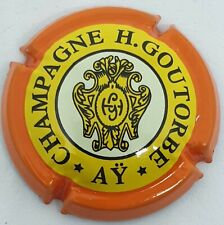 CHAMPAGNE H.GOUTORBE
★ AŸ ★